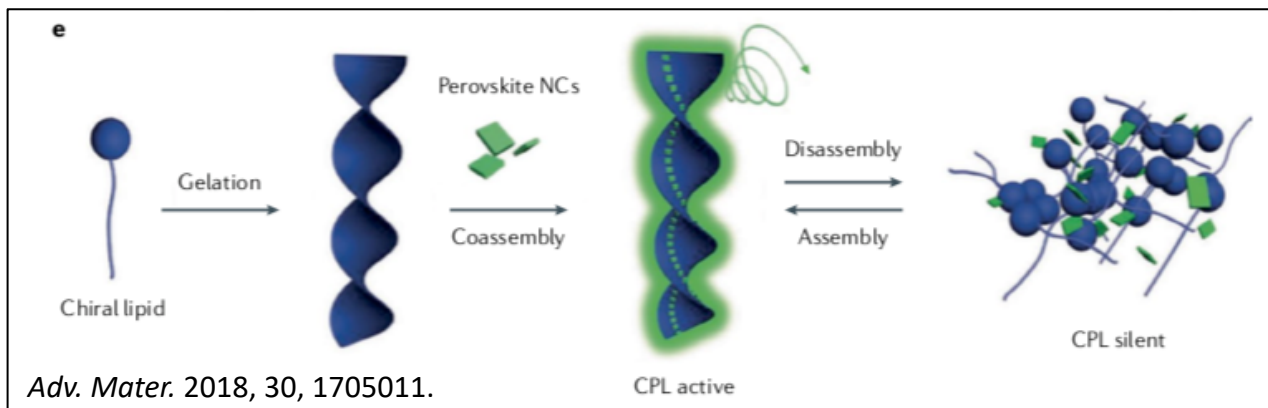 e
Perovskite NCs
Gelation
Coassembly
Disassembly
Assembly
Chiral lipid
CPL active
CPL silent
Adv. Mater. 2018, 30, 1705011.